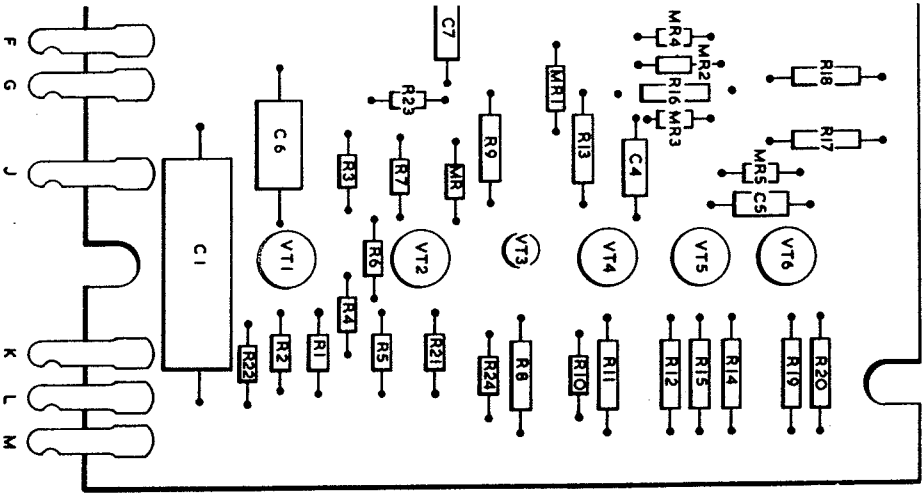 F
G
J
K
L
M
C7
MR4
MR2
R16
MR3
R18
R17
MR1
R23
C6
R3
R7
MR
R9
R13
C4
MR5
C5
C1
VT1
R6
VT2
VT3
VT4
VT5
VT6
R4
R22
R2
R1
R5
R21
R24
R8
R10
R11
R12
R15
R14
R19
R20